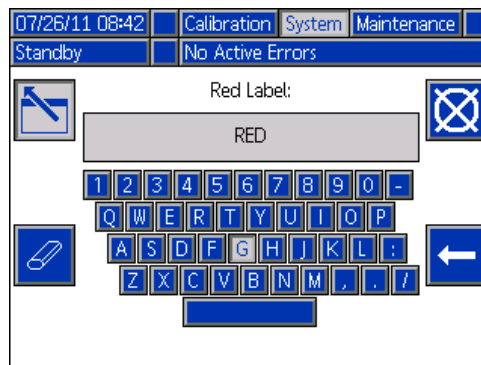 07/26/11 08:42 Calibration System Maintenance
Standby No Active Errors
Red Label:
RED
1 2 3 4 5 6 7 8 9 0 -
Q W E R T Y U I O P
A S D F G H J K L :
Z X C V B N M , . /